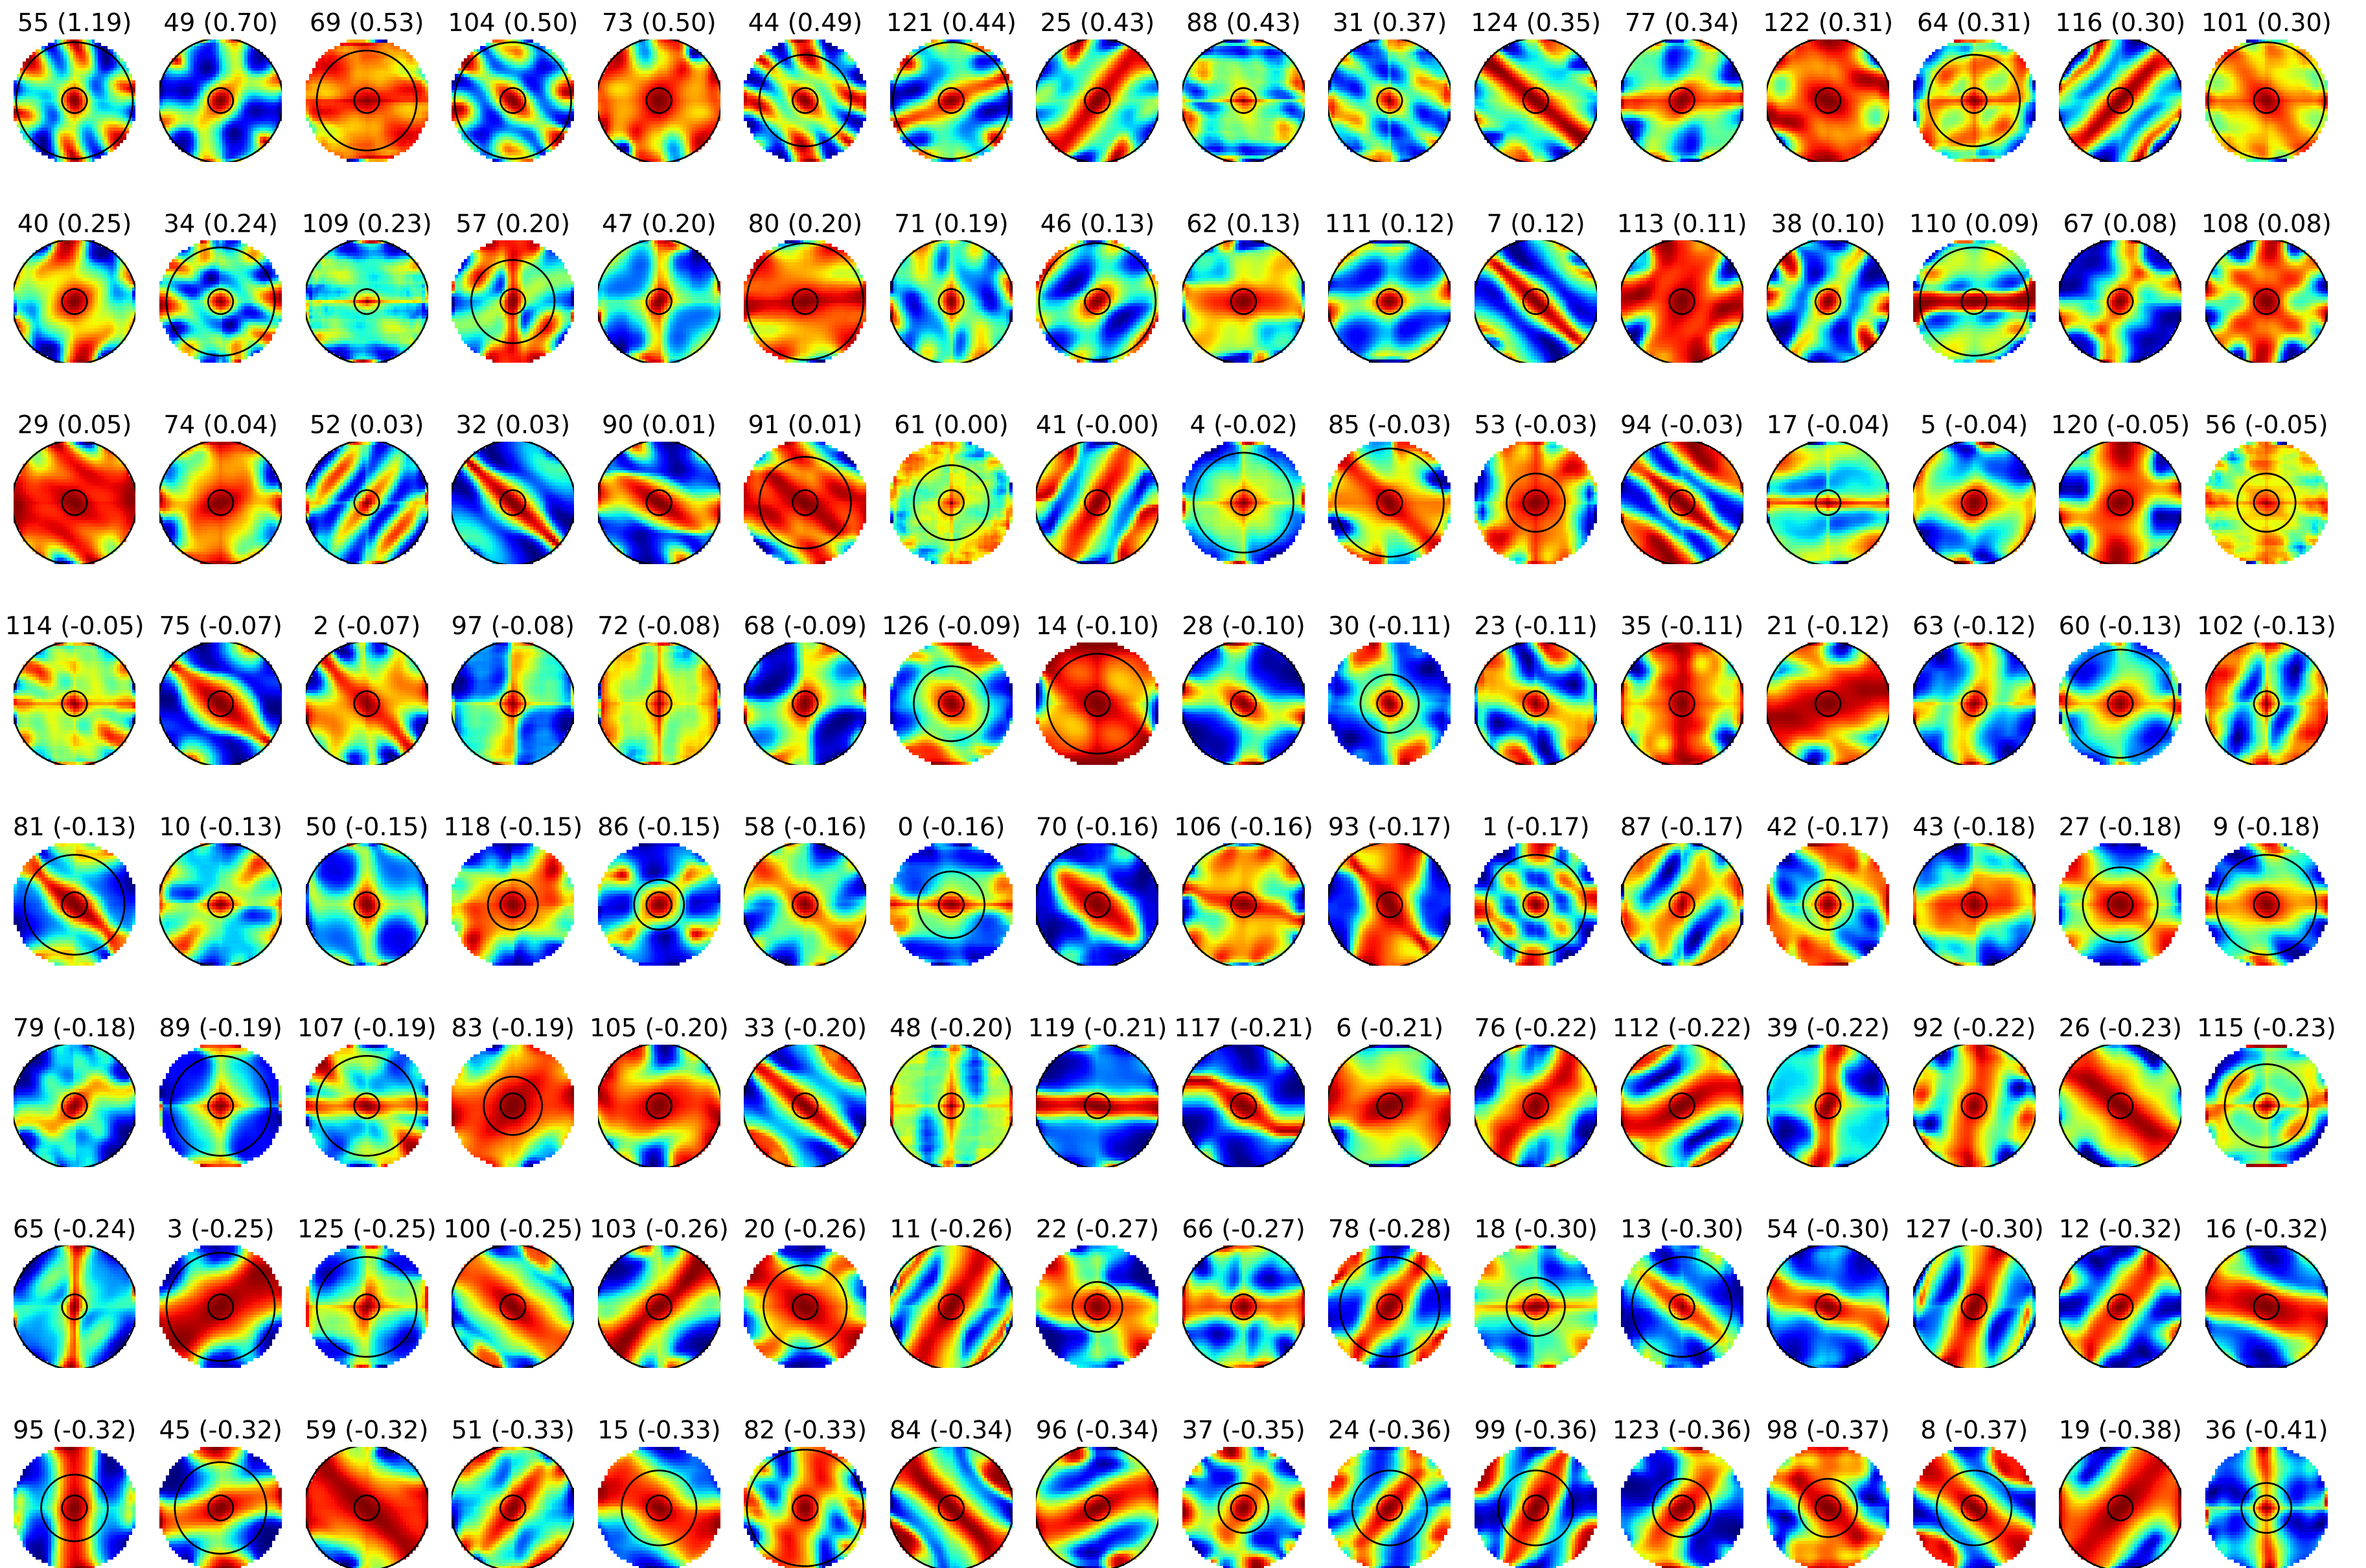 55 (1.19) 49 (0.70) 69 (0.53) 104 (0.50) 73 (0.50) 44 (0.49) 121 (0.44) 25 (0.43) 88 (0.43) 31 (0.37) 124 (0.35) 77 (0.34) 122 (0.31) 64 (0.31) 116 (0.30) 101 (0.30)
40 (0.25) 34 (0.24) 109 (0.23) 57 (0.20) 47 (0.20) 80 (0.20) 71 (0.19) 46 (0.13) 62 (0.13) 111 (0.12) 7 (0.12) 113 (0.11) 38 (0.10) 110 (0.09) 67 (0.08) 108 (0.08)
29 (0.05) 74 (0.04) 52 (0.03) 32 (0.03) 90 (0.01) 91 (0.01) 61 (0.00) 41 (-0.00) 4 (-0.02) 85 (-0.03) 53 (-0.03) 94 (-0.03) 17 (-0.04) 5 (-0.04) 120 (-0.05) 56 (-0.05)
114 (-0.05) 75 (-0.07) 2 (-0.07) 97 (-0.08) 72 (-0.08) 68 (-0.09) 126 (-0.09) 14 (-0.10) 28 (-0.10) 30 (-0.11) 23 (-0.11) 35 (-0.11) 21 (-0.12) 63 (-0.12) 60 (-0.13) 102 (-0.13)
81 (-0.13) 10 (-0.13) 50 (-0.15) 118 (-0.15) 86 (-0.15) 58 (-0.16) 0 (-0.16) 70 (-0.16) 106 (-0.16) 93 (-0.17) 1 (-0.17) 87 (-0.17) 42 (-0.17) 43 (-0.18) 27 (-0.18) 9 (-0.18)
79 (-0.18) 89 (-0.19) 107 (-0.19) 83 (-0.19) 105 (-0.20) 33 (-0.20) 48 (-0.20) 119 (-0.21) 117 (-0.21) 6 (-0.21) 76 (-0.22) 112 (-0.22) 39 (-0.22) 92 (-0.22) 26 (-0.23) 115 (-0.23)
65 (-0.24) 3 (-0.25) 125 (-0.25) 100 (-0.25) 103 (-0.26) 20 (-0.26) 11 (-0.26) 22 (-0.27) 66 (-0.27) 78 (-0.28) 18 (-0.30) 13 (-0.30) 54 (-0.30) 127 (-0.30) 12 (-0.32) 16 (-0.32)
95 (-0.32) 45 (-0.32) 59 (-0.32) 51 (-0.33) 15 (-0.33) 82 (-0.33) 84 (-0.34) 96 (-0.34) 37 (-0.35) 24 (-0.36) 99 (-0.36) 123 (-0.36) 98 (-0.37) 8 (-0.37) 19 (-0.38) 36 (-0.41)